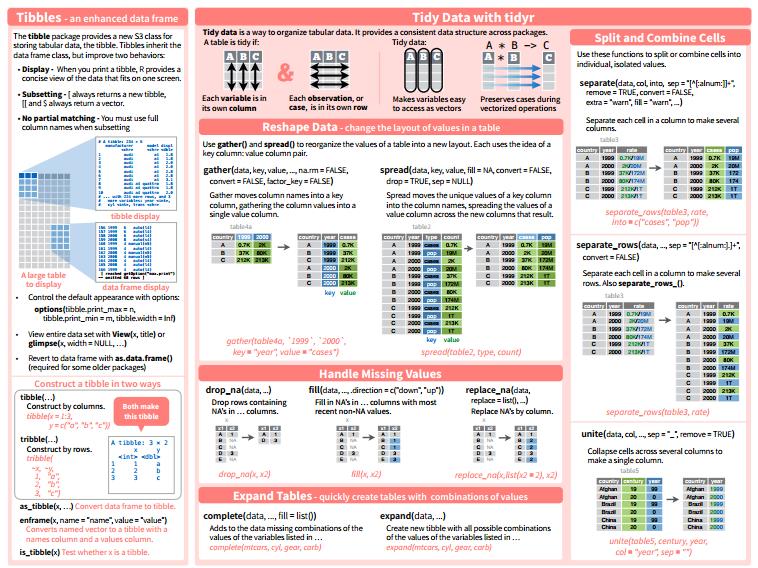 Tibbles - an enhanced data frame
The tibble package provides a new S3 class for
storing tabular data, the tibble. Tibbles inherit the
data frame class, but improve two behaviors:
• Display - When you print a tibble, R provides a
concise view of the data that fits on one screen.
• Subsetting - [ always returns a new tibble,
[[ and $ always return a vector.
• No partial matching - You must use full
column names when subsetting
tibble display
data frame display
A large table
to display
• Control the default appearance with options:
options(tibble.print_max = n,
tibble.print_min = m, tibble.width = Inf)
• View entire data set with View(x, title) or
glimpse(x, width = NULL, …)
• Revert to data frame with as.data.frame()
(required for some older packages)
Construct a tibble in two ways
tibble(…)
Construct by columns.
tibble(x = 1:3,
y = c("a", "b", "c"))
Both make
this tibble
tribble(…)
Construct by rows.
tribble(
~x, ~y,
1, "a",
2, "b",
3, "c")
A tibble: 3 × 2
x y
<int> <dbl>
1 1 a
2 2 b
3 3 c
as_tibble(x, …) Convert data frame to tibble.
enframe(x, name = "name", value = "value")
Converts named vector to a tibble with a
names column and a values column.
is_tibble(x) Test whether x is a tibble.
Tidy Data with tidyr
Tidy data is a way to organize tabular data. It provides a consistent data structure across packages.
A table is tidy if:
Tidy data:
A * B -> C
A B C
&
A B C
A B C
A * B C
Each variable is in
its own column
Each observation, or
case, is in its own row
Makes variables easy
to access as vectors
Preserves cases during
vectorized operations
Reshape Data - change the layout of values in a table
Use gather() and spread() to reorganize the values of a table into a new layout. Each uses the idea of a
key column: value column pair.
gather(data, key, value, ..., na.rm = FALSE,
convert = FALSE, factor_key = FALSE)
Gather moves column names into a key
column, gathering the column values into a
single value column.
table4a
country 1999 2000
A 0.7K 2K
B 37K 80K
C 212K 213K
country year cases
A 1999 0.7K
B 1999 37K
C 1999 212K
A 2000 2K
B 2000 80K
C 2000 213K
key value
gather(table4a, `1999`, `2000`,
key = "year", value = "cases")
spread(data, key, value, fill = NA, convert = FALSE,
drop = TRUE, sep = NULL)
Spread moves the unique values of a key column
into the column names, spreading the values of a
value column across the new columns that result.
table2
country year type count
A 1999 cases 0.7K
A 1999 pop 19M
A 2000 cases 2K
A 2000 pop 20M
B 1999 cases 37K
B 1999 pop 172M
B 2000 cases 80K
B 2000 pop 174M
C 1999 cases 212K
C 1999 pop 1T
C 2000 cases 213K
C 2000 pop 1T
key value
country year cases pop
A 1999 0.7K 19M
A 2000 2K 20M
B 1999 37K 172M
B 2000 80K 174M
C 1999 212K 1T
C 2000 213K 1T
spread(table2, type, count)
Handle Missing Values
drop_na(data, ...)
Drop rows containing
NA's in … columns.
x
x1 x2
A 1
B NA
C NA
D 3
E NA
x1 x2
A 1
D 3
drop_na(x, x2)
fill(data, ..., .direction = c("down", "up"))
Fill in NA's in … columns with most
recent non-NA values.
x
x1 x2
A 1
B NA
C NA
D 3
E NA
x1 x2
A 1
B 1
C 1
D 3
E 3
fill(x, x2)
replace_na(data,
replace = list(), ...)
Replace NA's by column.
x
x1 x2
A 1
B NA
C NA
D 3
E NA
x1 x2
A 1
B 2
C 2
D 3
E 2
replace_na(x,list(x2 = 2), x2)
Expand Tables - quickly create tables with combinations of values
complete(data, ..., fill = list())
Adds to the data missing combinations of the
values of the variables listed in …
complete(mtcars, cyl, gear, carb)
expand(data, ...)
Create new tibble with all possible combinations
of the values of the variables listed in …
expand(mtcars, cyl, gear, carb)
Split and Combine Cells
Use these functions to split or combine cells into
individual, isolated values.
separate(data, col, into, sep = "[^[:alnum:]]+",
remove = TRUE, convert = FALSE,
extra = "warn", fill = "warn", ...)
Separate each cell in a column to make several
columns.
table3
country year rate
A 1999 0.7K/19M
A 2000 2K/20M
B 1999 37K/172M
B 2000 80K/174M
C 1999 212K/1T
C 2000 213K/1T
country year cases pop
A 1999 0.7K 19M
A 2000 2K 20M
B 1999 37K 172
B 2000 80K 174
C 1999 212K 1T
C 2000 213K 1T
separate_rows(table3, rate,
into = c("cases", "pop"))
separate_rows(data, ..., sep = "[^[:alnum:].]+",
convert = FALSE)
Separate each cell in a column to make several
rows. Also separate_rows_().
table3
country year rate
A 1999 0.7K/19M
A 2000 2K/20M
B 1999 37K/172M
B 2000 80K/174M
C 1999 212K/1T
C 2000 213K/1T
country year rate
A 1999 0.7K
A 1999 19M
A 2000 2K
A 2000 20M
B 1999 37K
B 1999 172M
B 2000 80K
B 2000 174M
C 1999 212K
C 1999 1T
C 2000 213K
C 2000 1T
separate_rows(table3, rate)
unite(data, col, ..., sep = "_", remove = TRUE)
Collapse cells across several columns to
make a single column.
table5
country century year
Afghan 19 99
Afghan 20 0
Brazil 19 99
Brazil 20 0
China 19 99
China 20 0
country year
Afghan 1999
Afghan 2000
Brazil 1999
Brazil 2000
China 1999
China 2000
unite(table5, century, year,
col = "year", sep = "")